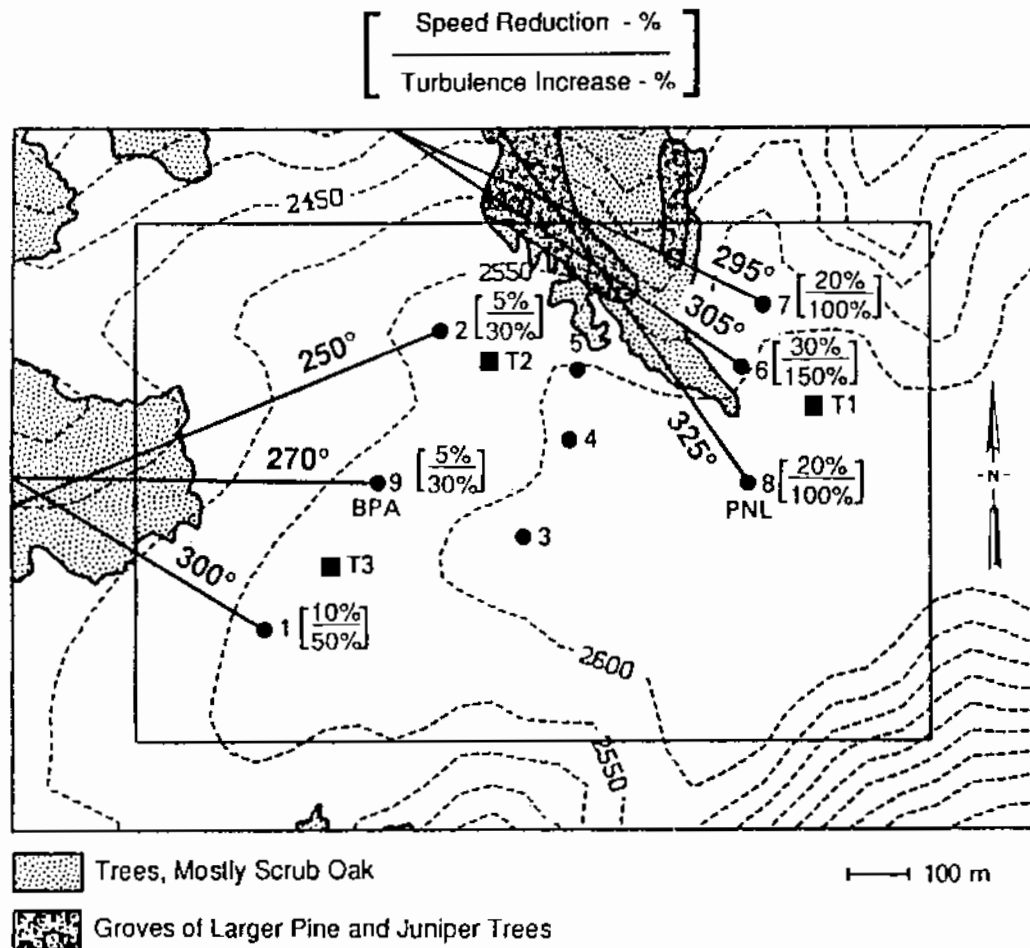 Speed Reduction - %
Turbulence Increase - %
2450
2550
295°
7 [20%
100%]
305°
2 [5%
30%]
250°
5
6 [30%
150%]
T2
T1
325°
4
270°
9 [5%
30%]
8 [20%
100%]
-N-
BPA
PNL
3
300°
T3
1 [10%
50%]
2600
2550
Trees, Mostly Scrub Oak
100 m
Groves of Larger Pine and Juniper Trees